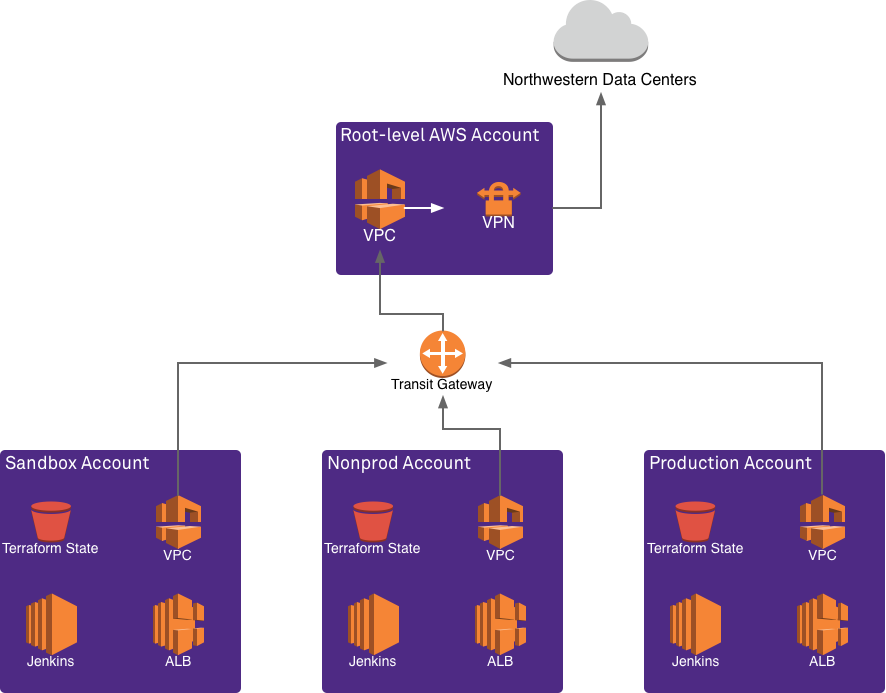 Northwestern Data Centers
Root-level AWS Account
VPC
VPN
Transit Gateway
Sandbox Account
Terraform State
VPC
Jenkins
ALB
Nonprod Account
Terraform State
VPC
Jenkins
ALB
Production Account
Terraform State
VPC
Jenkins
ALB